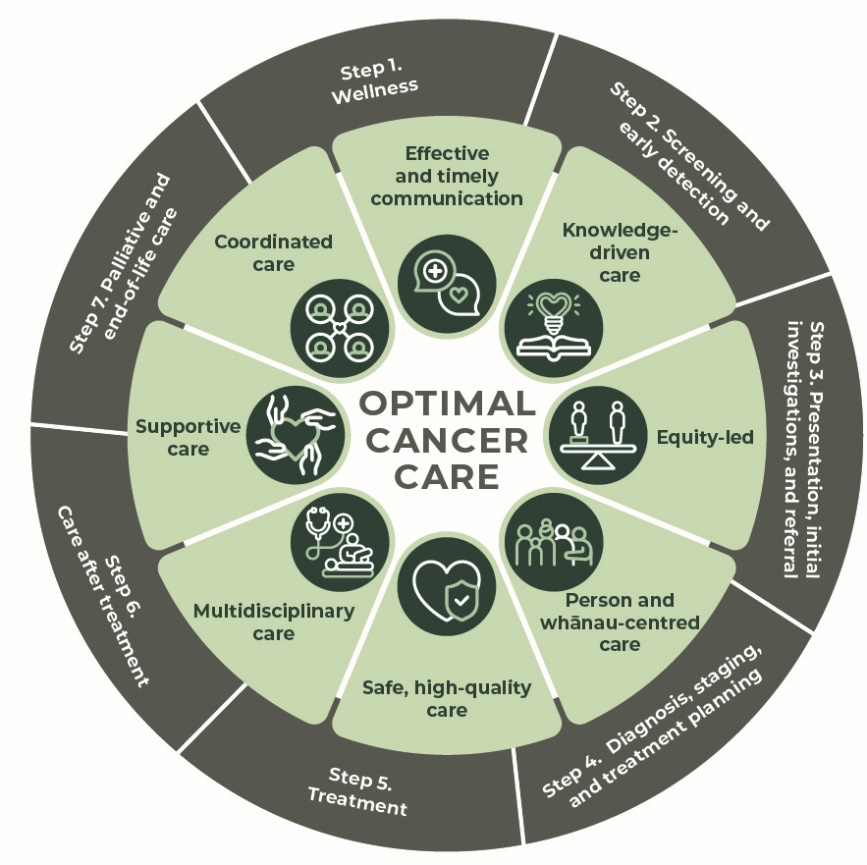 Step 1.
Wellness
Step 2. Screening and
early detection
Step 3. Presentation, initial
investigations, and referral
Step 4. Diagnosis, staging,
and treatment planning
Step 5.
Treatment
Step 6.
Care after treatment
Step 7. Palliative and
end-of-life care
Effective
and timely
communication
Knowledge-
driven
care
Equity-led
Person and
whānau-centred
care
Safe, high-quality
care
Multidisciplinary
care
Supportive
care
Coordinated
care
OPTIMAL
CANCER
CARE